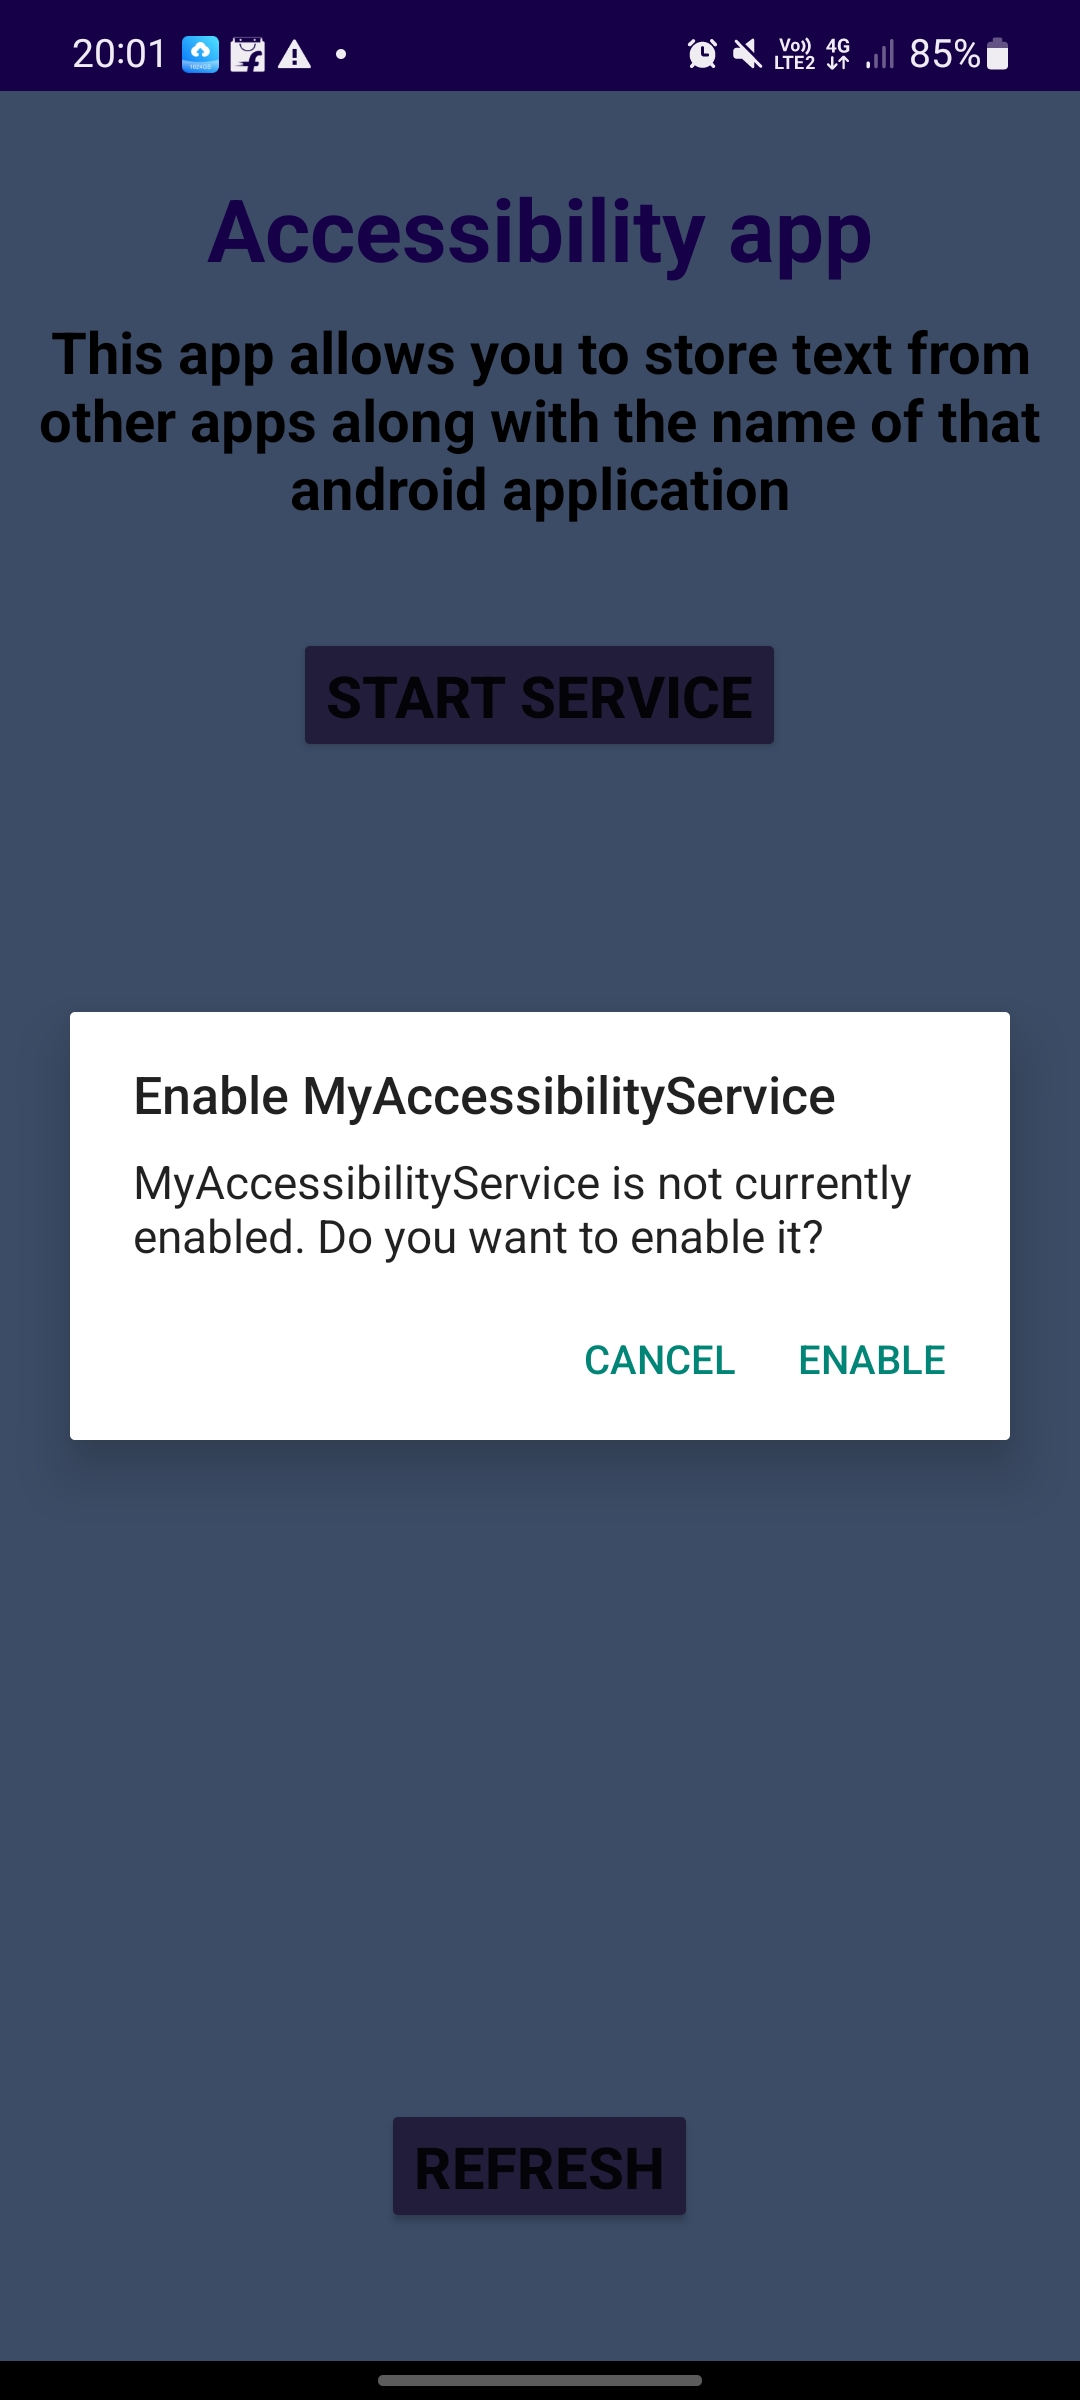 20:01
Vo)) 4G
LTE2
85%
Accessibility app
This app allows you to store text from
other apps along with the name of that
android application
START SERVICE
Enable MyAccessibilityService
MyAccessibilityService is not currently
enabled. Do you want to enable it?
CANCEL ENABLE
REFRESH